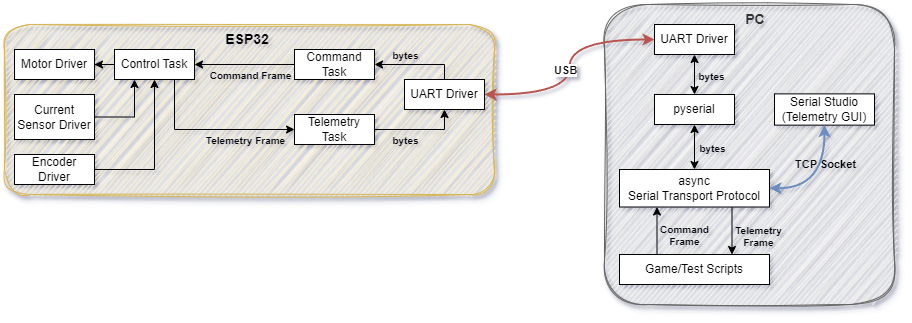 ESP32
Motor Driver
Control Task
Command Frame
Command
Task
bytes
UART Driver
Current
Sensor Driver
Telemetry Frame
Telemetry
Task
bytes
Encoder
Driver
USB
PC
UART Driver
bytes
pyserial
Serial Studio
(Telemetry GUI)
bytes
TCP Socket
async
Serial Transport Protocol
Command
Frame
Telemetry
Frame
Game/Test Scripts